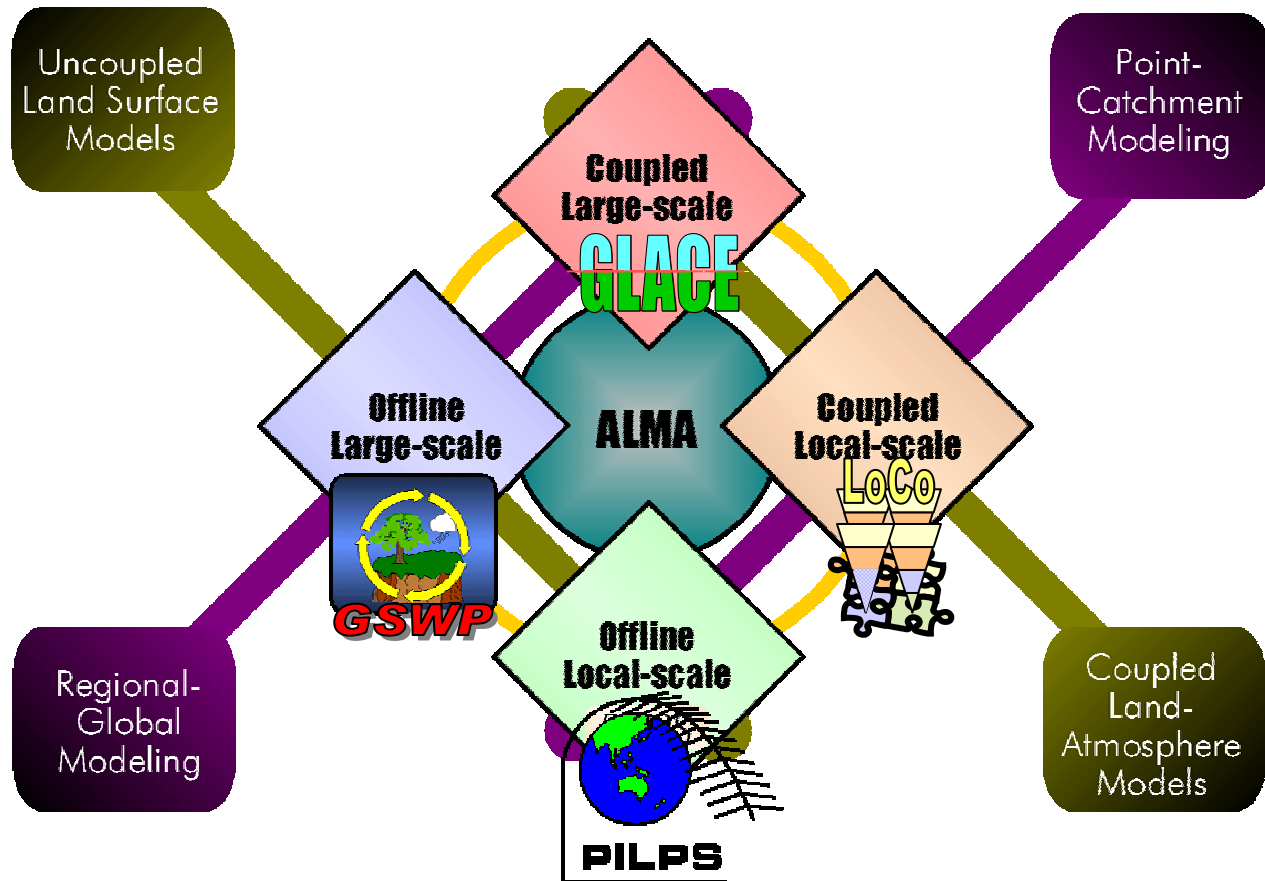 Uncoupled
Land Surface
Models
Point-
Catchment
Modeling
Coupled
Large-scale
GLACE
Offline
Large-scale
GSWP
ALMA
Coupled
Local-scale
LoCo
Offline
Local-scale
PILPS
Regional-
Global
Modeling
Coupled
Land-
Atmosphere
Models